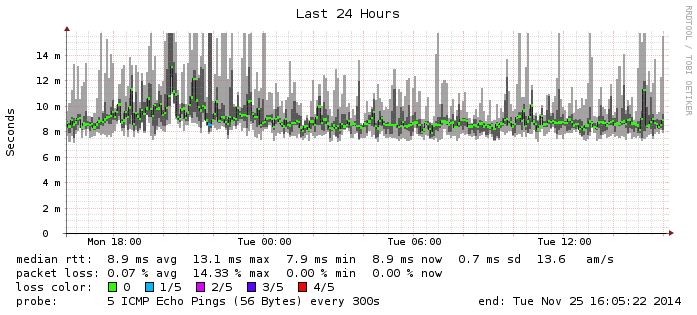 Last 24 Hours
RRDTOOL / TOBI OETIKER
Seconds
14 m
12 m
10 m
8 m
6 m
4 m
2 m
0
Mon 18:00 Tue 00:00 Tue 06:00 Tue 12:00
median rtt: 8.9 ms avg 13.1 ms max 7.9 ms min 8.9 ms now 0.7 ms sd 13.6 am/s
packet loss: 0.07 % avg 14.33 % max 0.00 % min 0.00 % now
loss color: 0 1/5 2/5 3/5 4/5
probe: 5 ICMP Echo Pings (56 Bytes) every 300s end: Tue Nov 25 16:05:22 2014